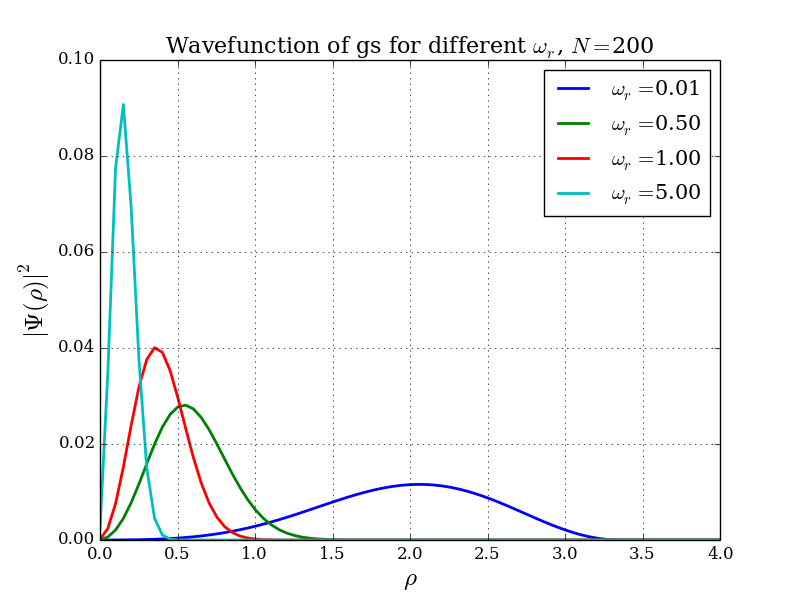 Wavefunction of gs for different ω_r, N=200
|Ψ(ρ)|²
0.10
0.08
0.06
0.04
0.02
0.00
ω_r =0.01
ω_r =0.50
ω_r =1.00
ω_r =5.00
0.0 0.5 1.0 1.5 2.0 2.5 3.0 3.5 4.0
ρ